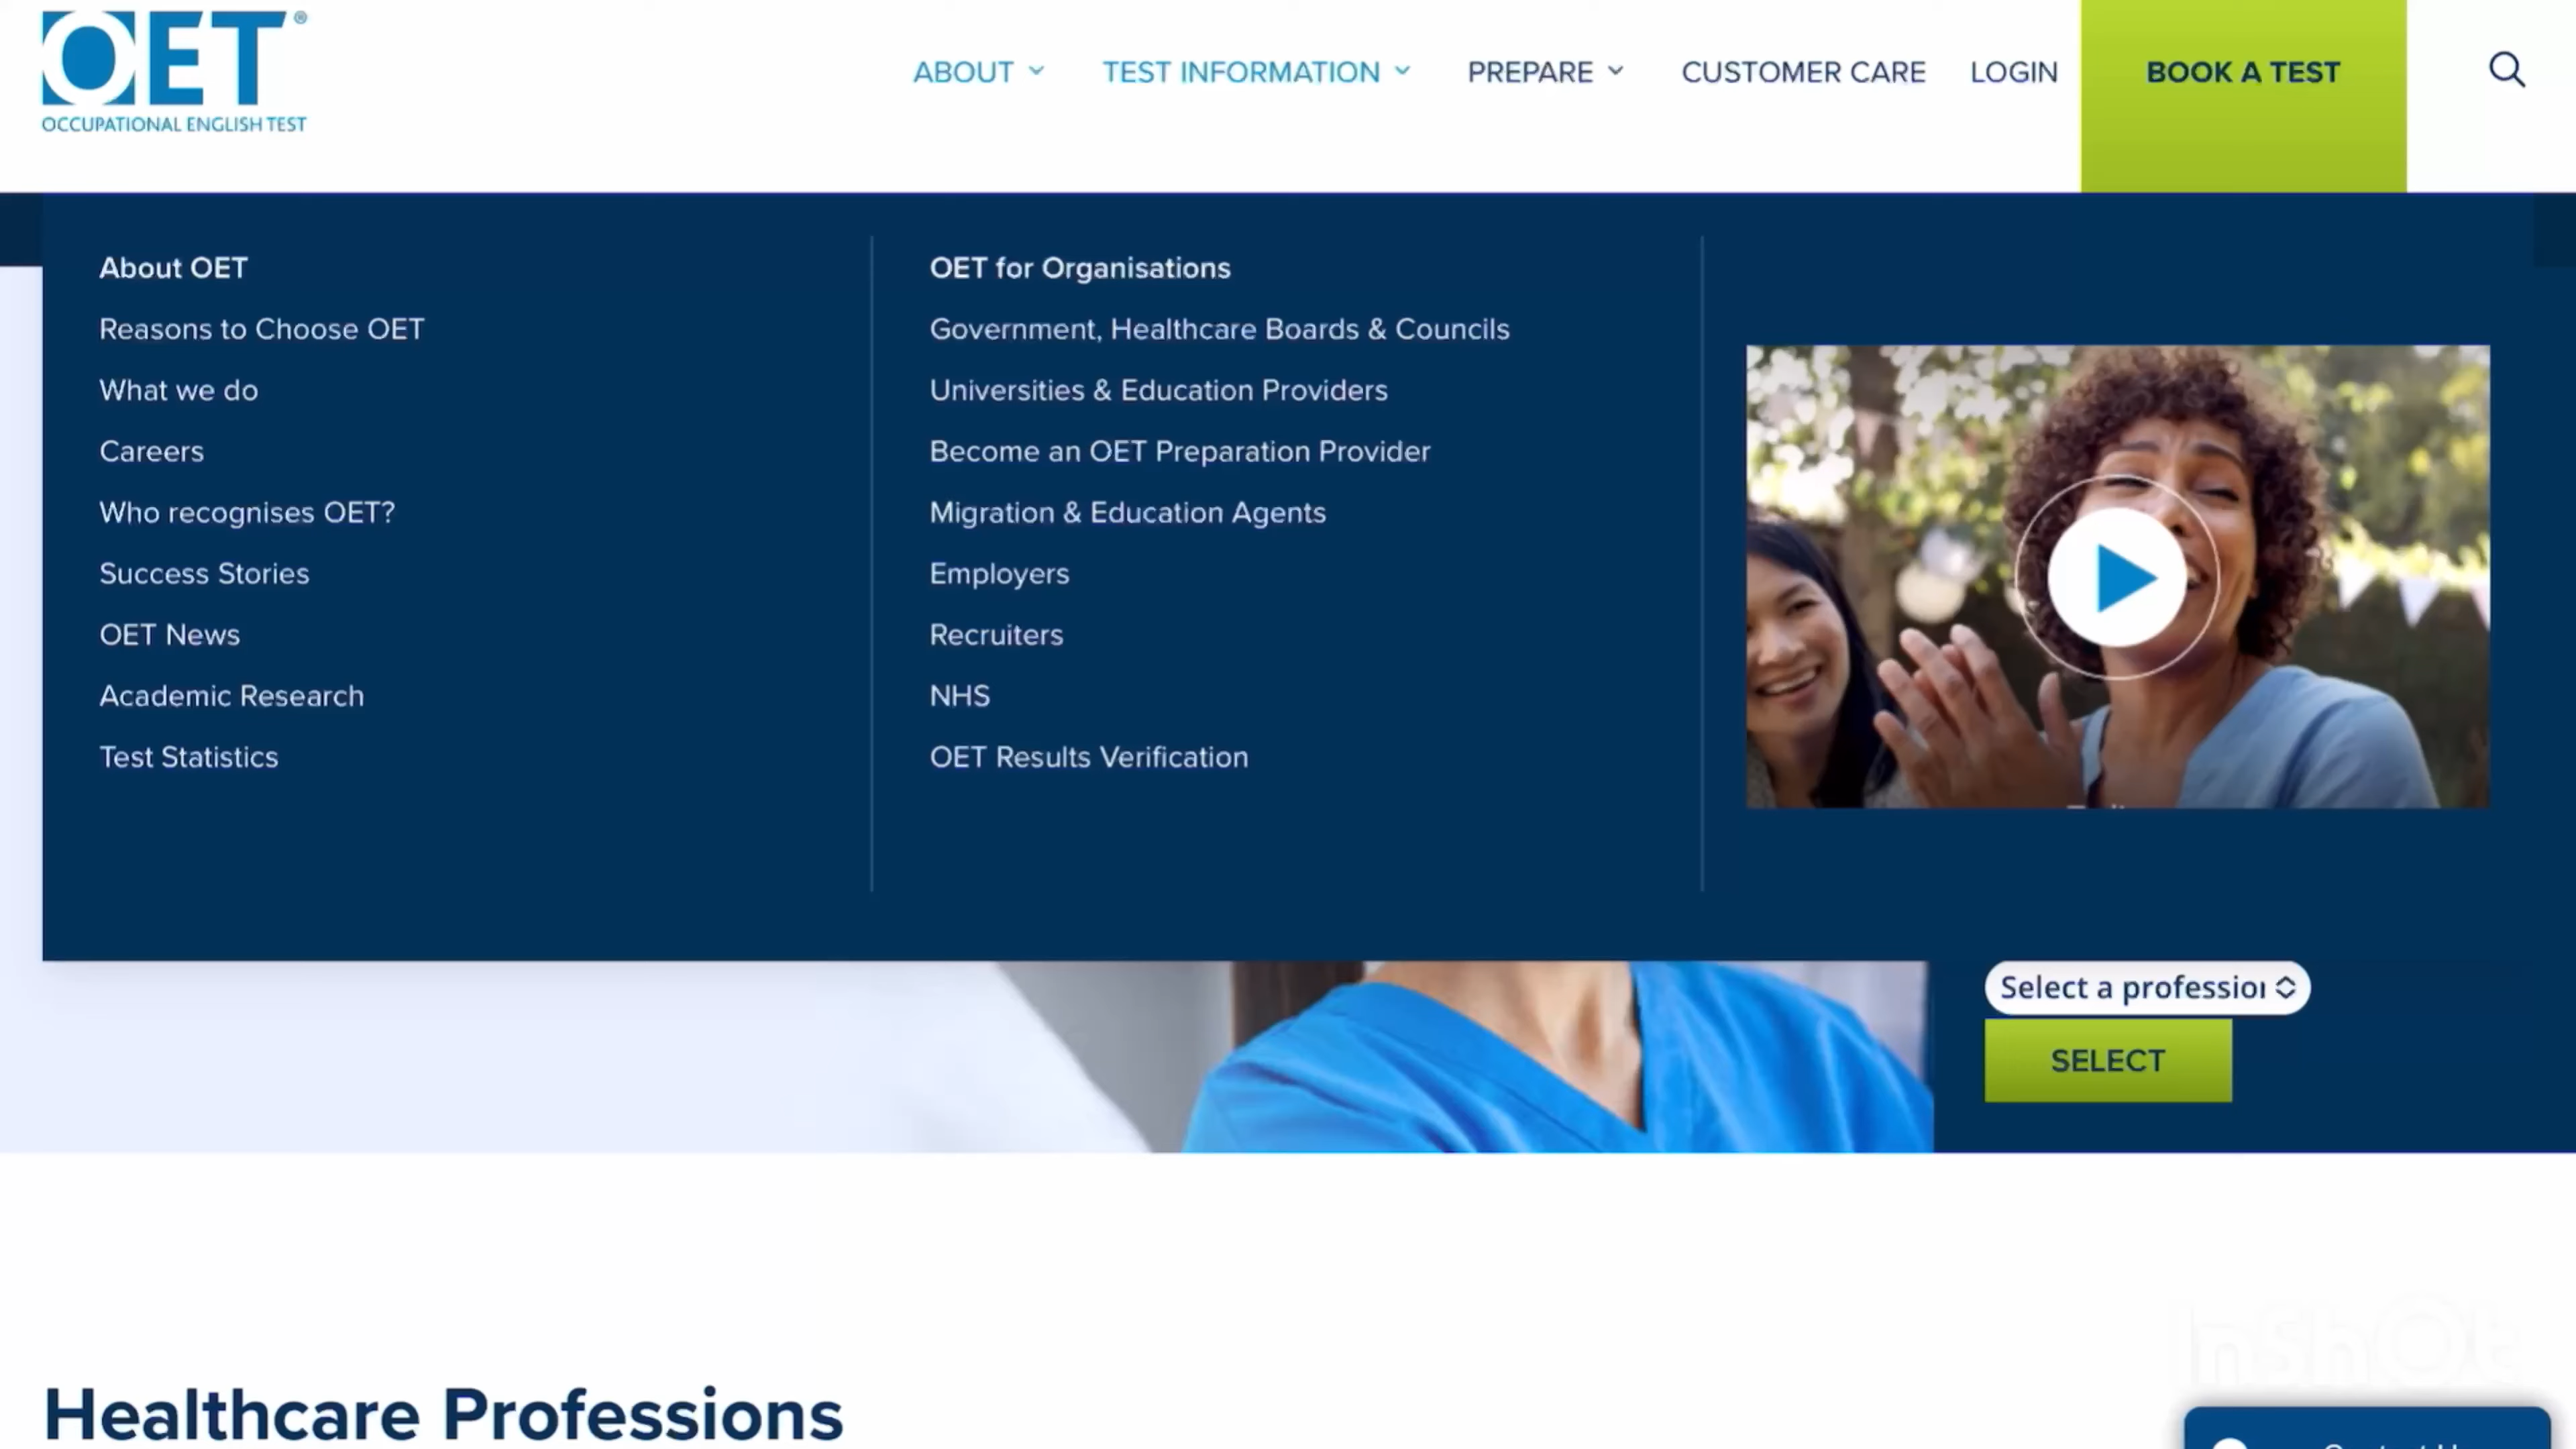 OET®
OCCUPATIONAL ENGLISH TEST
ABOUT
TEST INFORMATION
PREPARE
CUSTOMER CARE
LOGIN
BOOK A TEST
About OET
Reasons to Choose OET
What we do
Careers
Who recognises OET?
Success Stories
OET News
Academic Research
Test Statistics
OET for Organisations
Government, Healthcare Boards & Councils
Universities & Education Providers
Become an OET Preparation Provider
Migration & Education Agents
Employers
Recruiters
NHS
OET Results Verification
Select a professio
SELECT
Healthcare Professions
InShOt